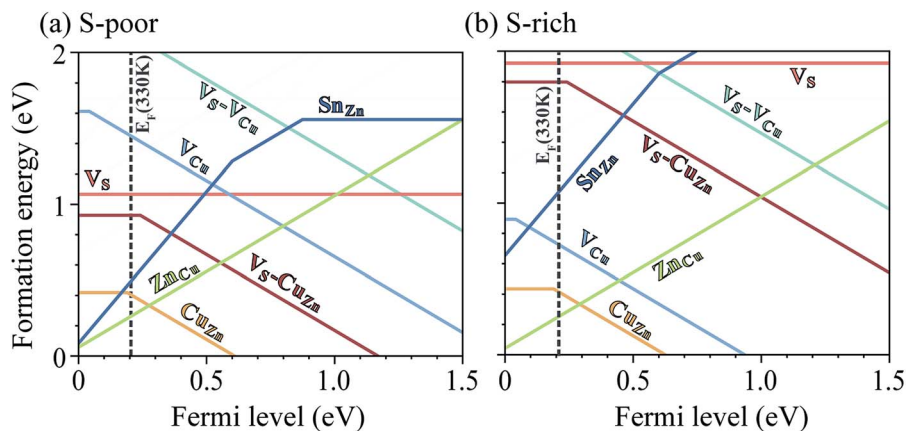 (a) S-poor
2
1
0
0
0.5
1.0
1.5
Formation energy (eV)
Fermi level (eV)
E_F(330K)
V_S-V_Cu
Sn_Zn
V_Cu
V_S
Zn_Cu
V_S-Cu_Zn
Cu_Zn
(b) S-rich
0
0.5
1.0
1.5
Fermi level (eV)
E_F(330K)
V_S
V_S-V_Cu
Sn_Zn
V_S-Cu_Zn
V_Cu
Zn_Cu
Cu_Zn